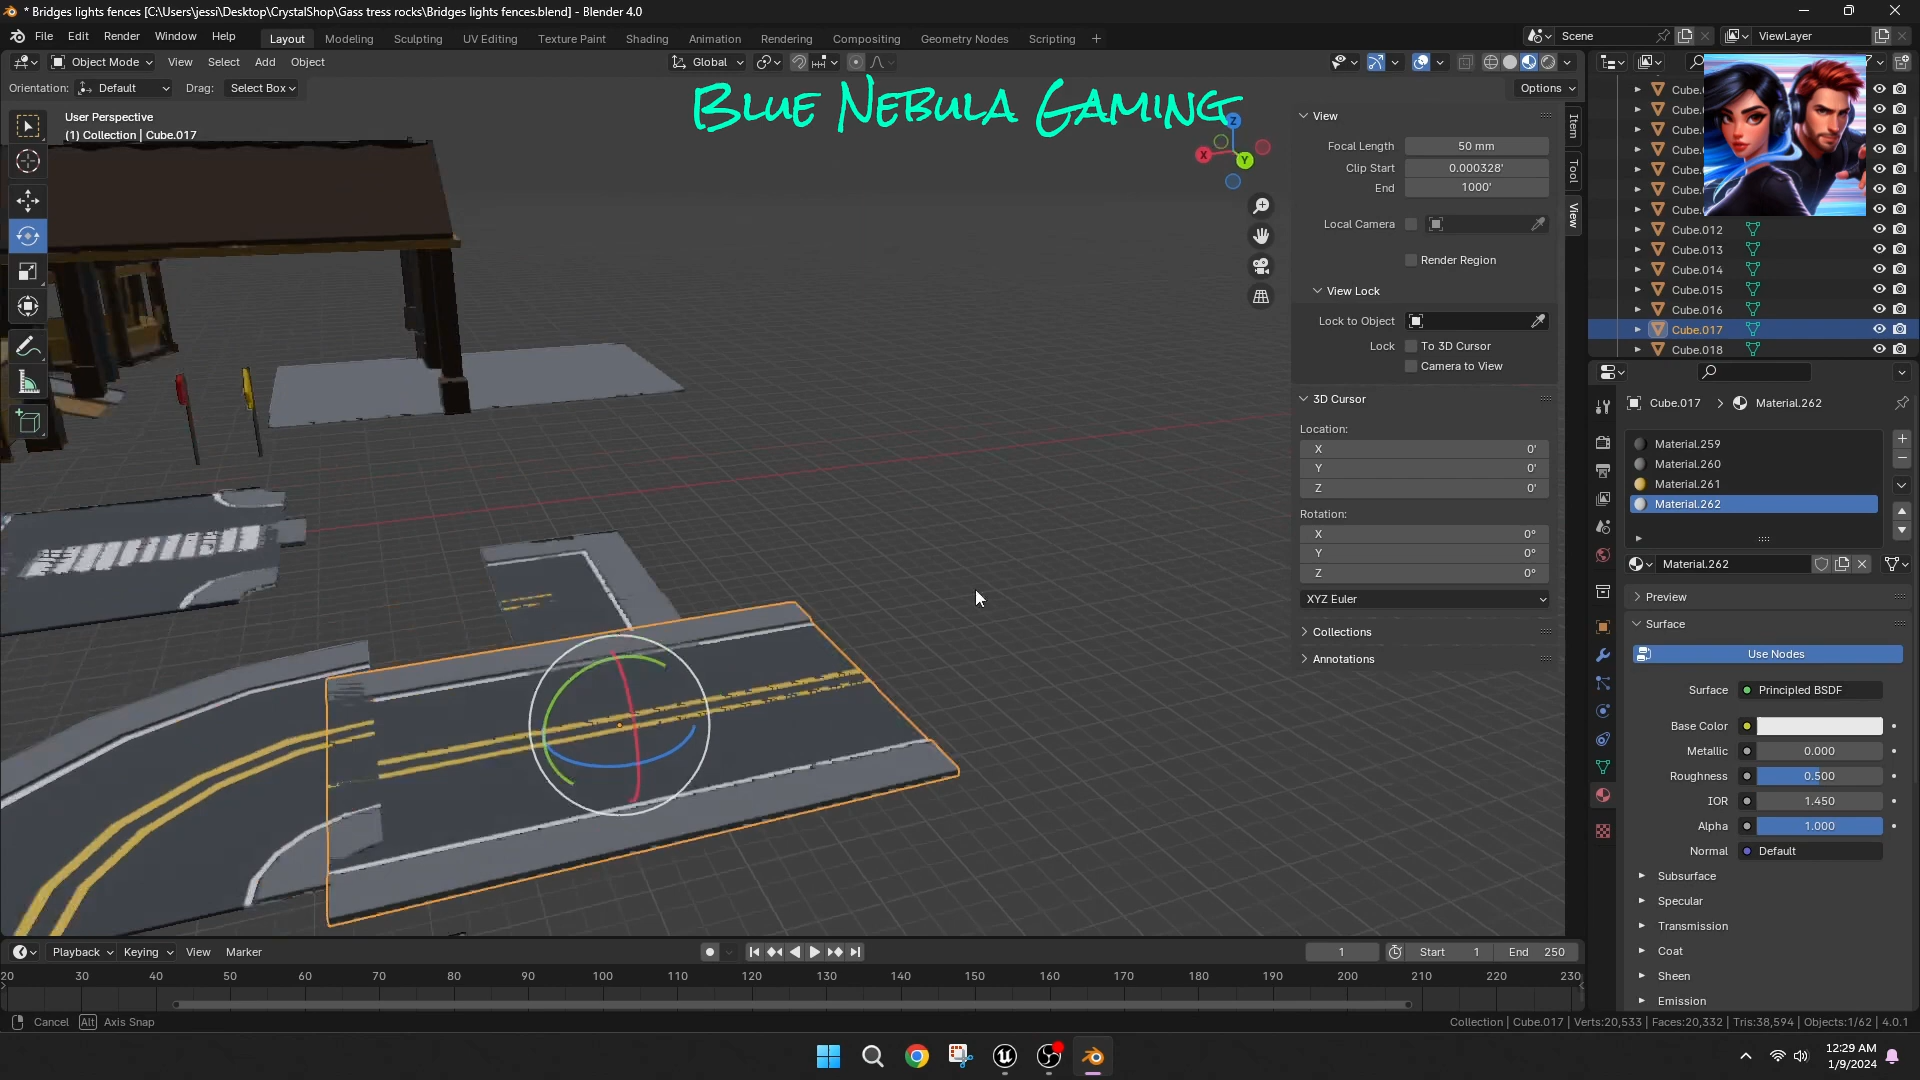 * Bridges lights fences [C:\Users\jessi\Desktop\CrystalShop\Gass tress rocks\Bridges lights fences.blend] - Blender 4.0
File Edit Render Window Help Layout Modeling Sculpting UV Editing Texture Paint Shading Animation Rendering Compositing Geometry Nodes Scripting + Scene ViewLayer
Object Mode View Select Add Object Global
Orientation: Default Drag: Select Box Options
Blue Nebula Gaming
User Perspective
(1) Collection | Cube.017
Z
X
Y
View
Focal Length 50 mm
Clip Start 0.000328'
End 1000'
Local Camera
Render Region
View Lock
Lock to Object
Lock To 3D Cursor
Camera to View
3D Cursor
Location:
X 0'
Y 0'
Z 0'
Rotation:
X 0°
Y 0°
Z 0°
XYZ Euler
Collections
Annotations
Item
Tool
View
Cube.012
Cube.013
Cube.014
Cube.015
Cube.016
Cube.017
Cube.018
Cube.017 > Material.262
Material.259
Material.260
Material.261
Material.262
Material.262
Preview
Surface
Use Nodes
Surface Principled BSDF
Base Color
Metallic 0.000
Roughness 0.500
IOR 1.450
Alpha 1.000
Normal Default
Subsurface
Specular
Transmission
Coat
Sheen
Emission
Playback Keying View Marker 1 Start 1 End 250
20 30 40 50 60 70 80 90 100 110 120 130 140 150 160 170 180 190 200 210 220 230
Cancel Alt Axis Snap
Collection | Cube.017 | Verts:20,533 | Faces:20,332 | Tris:38,594 | Objects:1/62 | 4.0.1
12:29 AM
1/9/2024